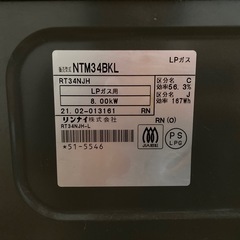 NTM34BKL LPガス
RT34NJH 区分名 C
効率56.3%
LPガス用 区分名 J
8.00kW 効率 167Wh
21.02-013161 RN
リンナイ株式会社 RN(O)
RT34NJH-L
*51-5546
PS
LPG